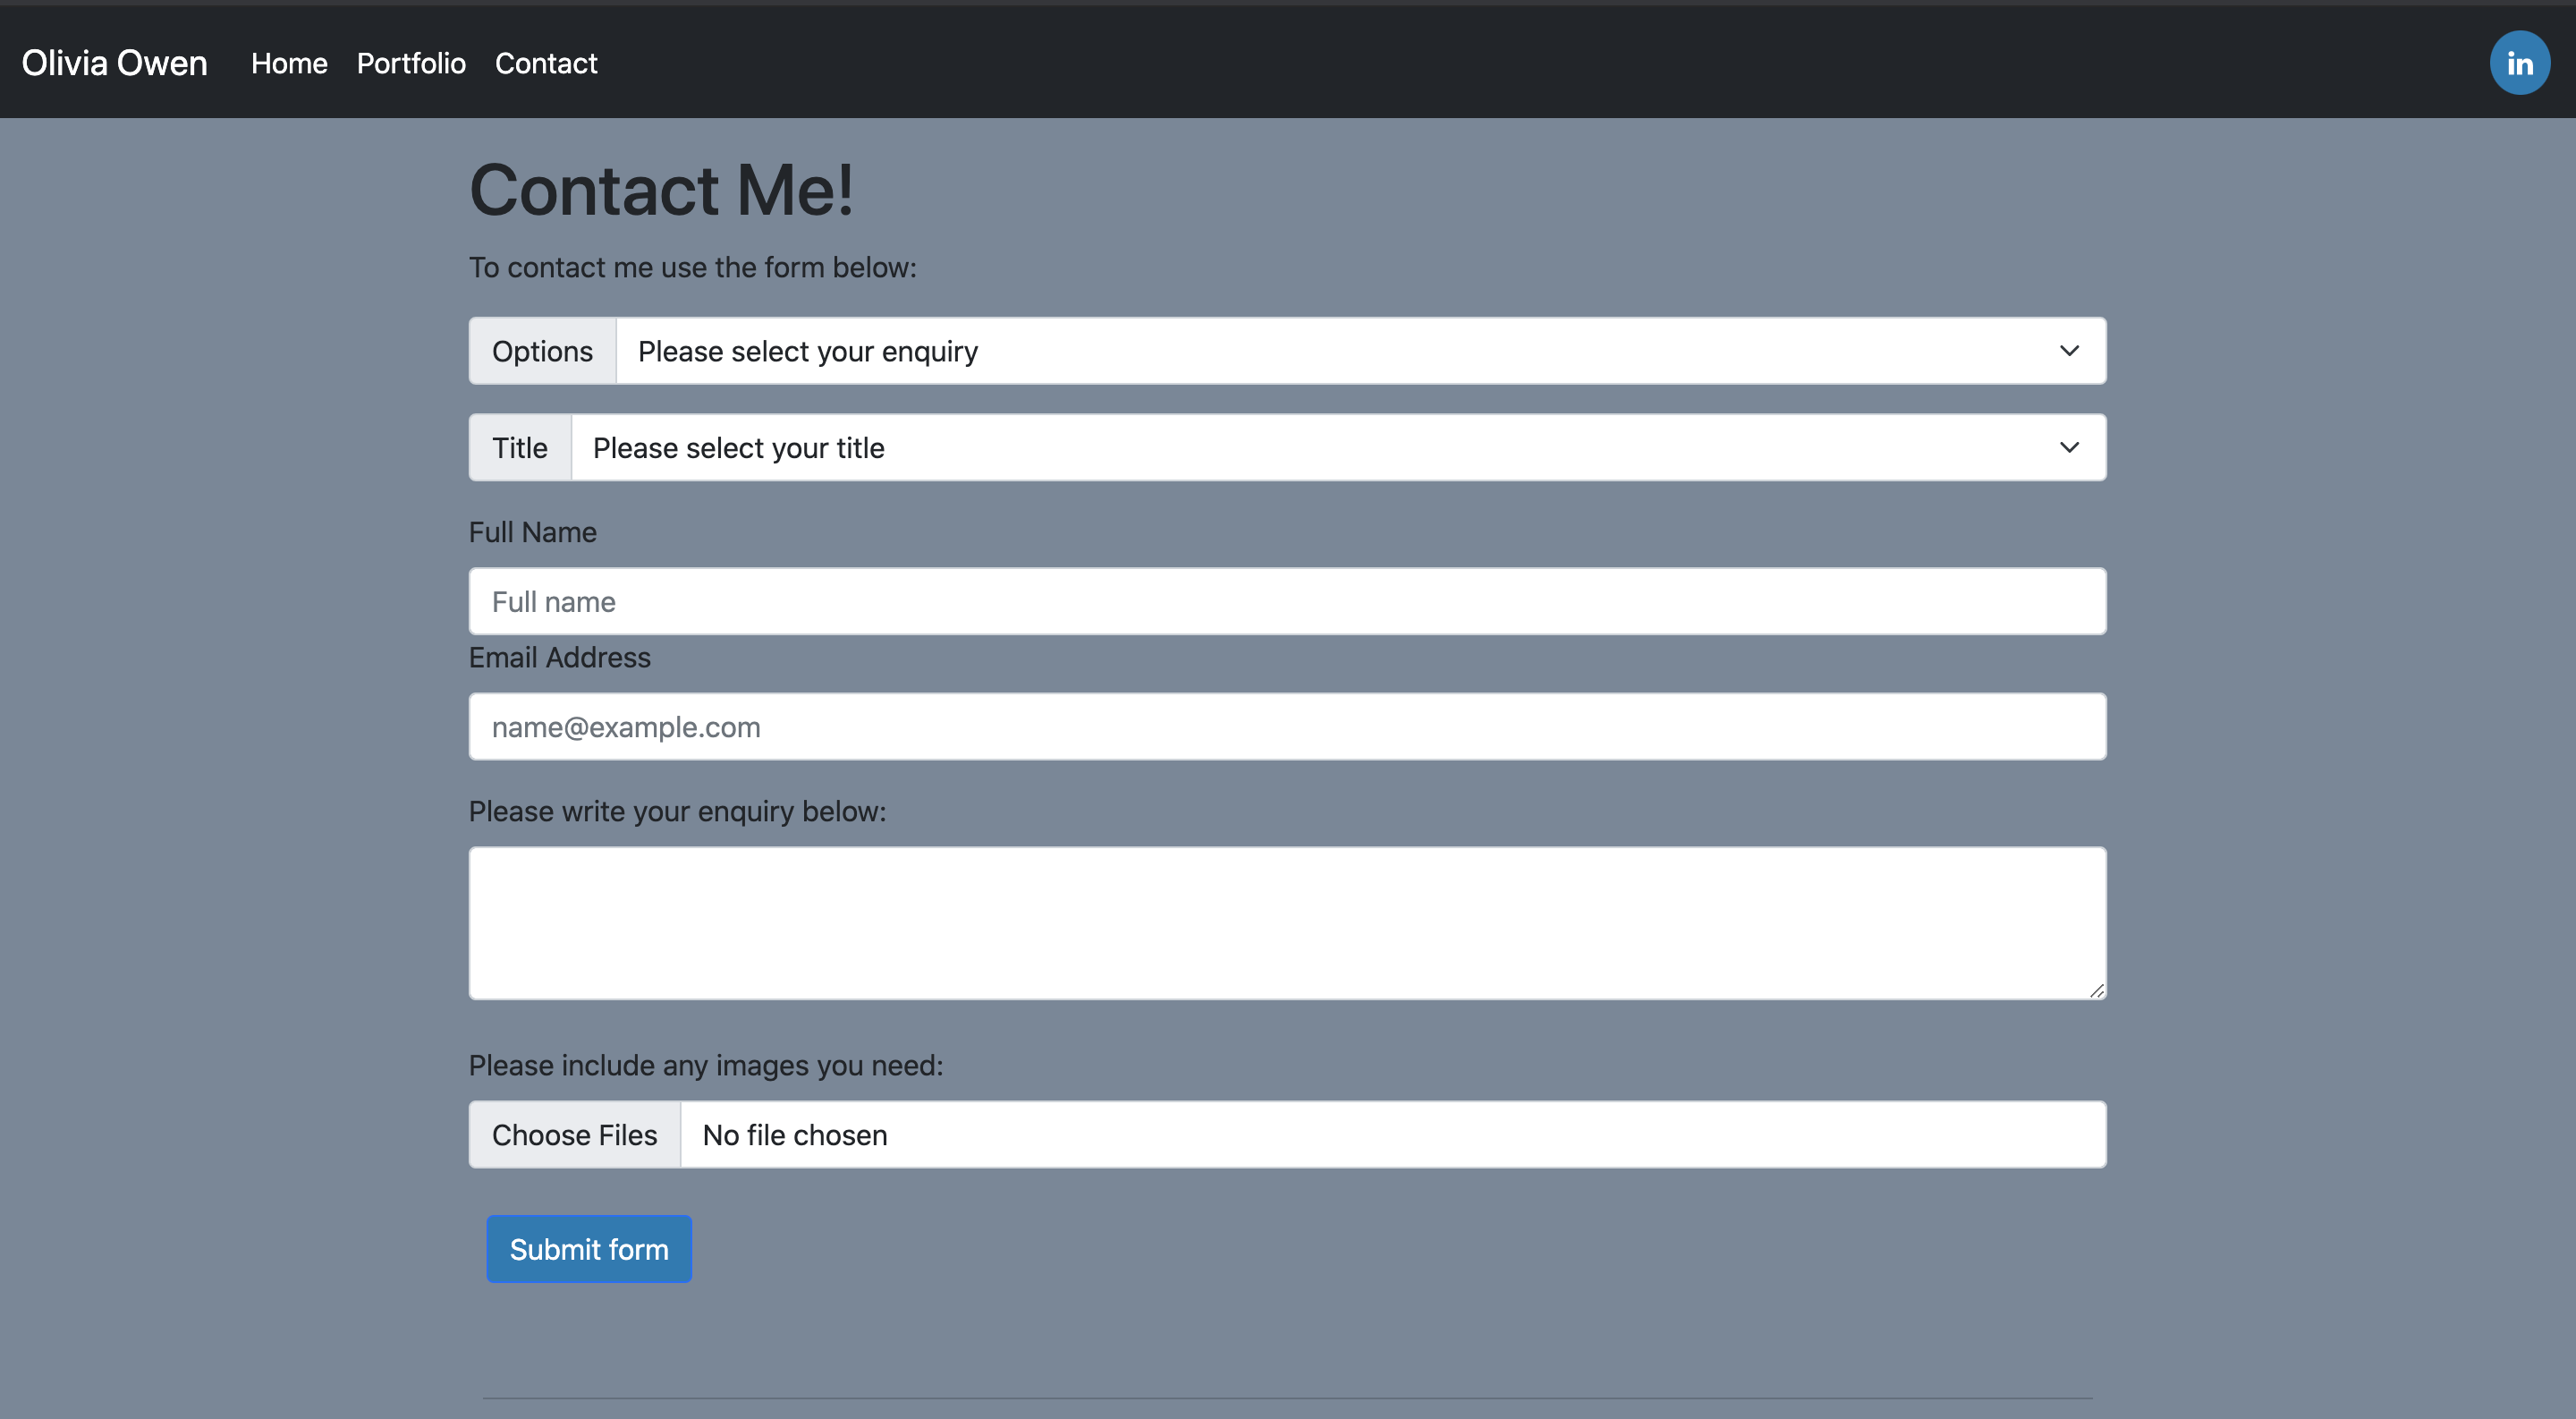 Olivia Owen Home Portfolio Contact in
Contact Me!
To contact me use the form below:
Options Please select your enquiry
Title Please select your title
Full Name
Full name
Email Address
name@example.com
Please write your enquiry below:
Please include any images you need:
Choose Files No file chosen
Submit form